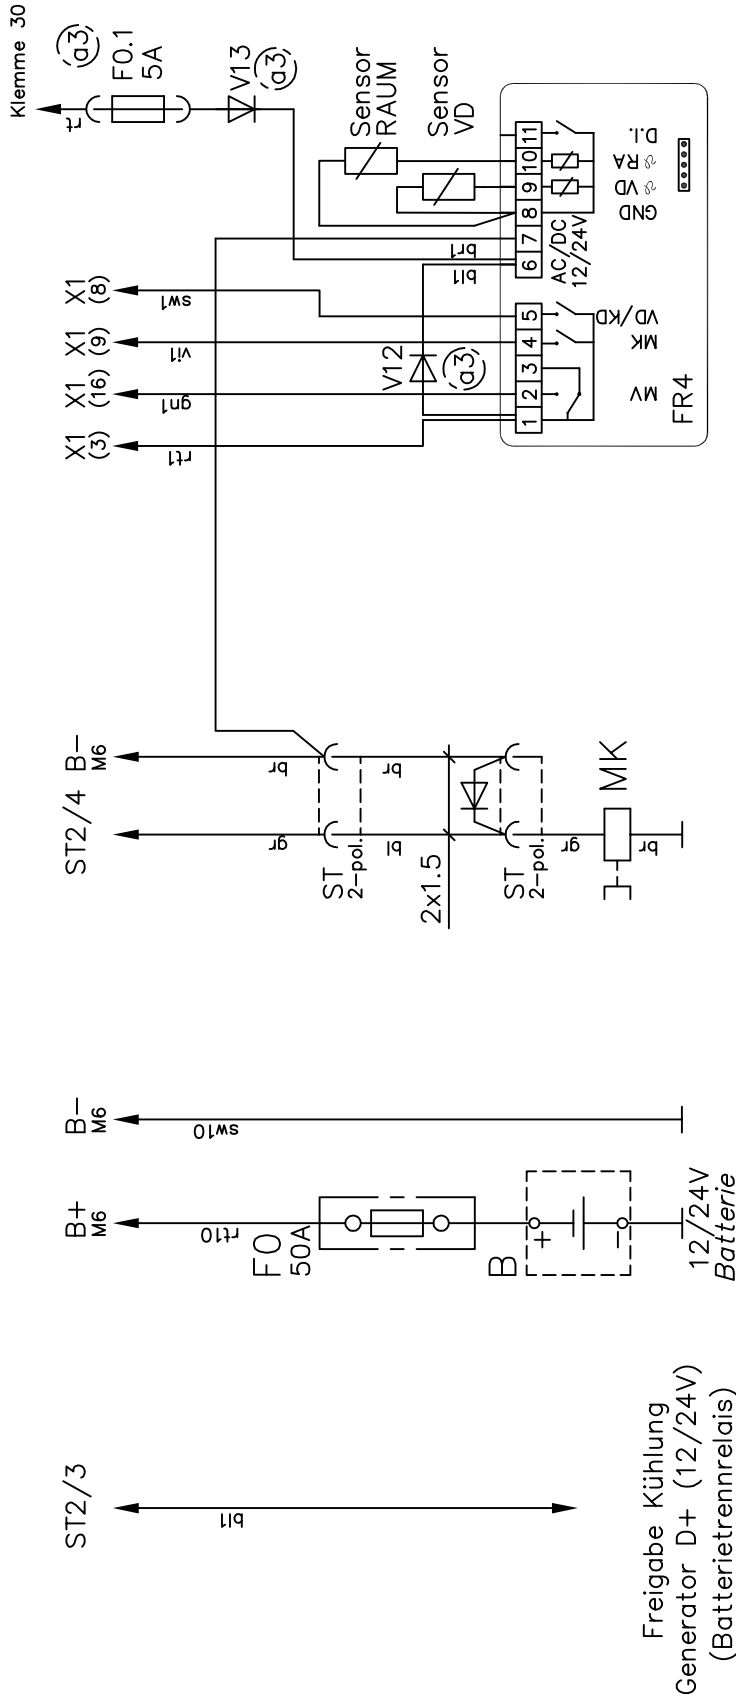 Klemme 30
rt
F0.1
5A
(a3)
V13
(a3)
Sensor
RAUM
Sensor
VD
X1
(8)
sw1
X1
(9)
vi1
X1
(16)
gn1
X1
(3)
rt1
V12
(a3)
br1
bl1
1 2 3 4 5
6 7 8 9 10 11
AC/DC
12/24V
D.I.
ϑ RA
ϑ VD
GND
VD/KD
MK
MV
FR4
ST2/4
B-
M6
br
gr
br
bl
ST
2-pol.
2x1.5
ST
2-pol.
gr
br
MK
B-
M6
sw10
B+
M6
rt10
F0
50A
B
+
-
12/24V
Batterie
ST2/3
bl1
Freigabe Kühlung
Generator D+ (12/24V)
(Batterietrennrelais)